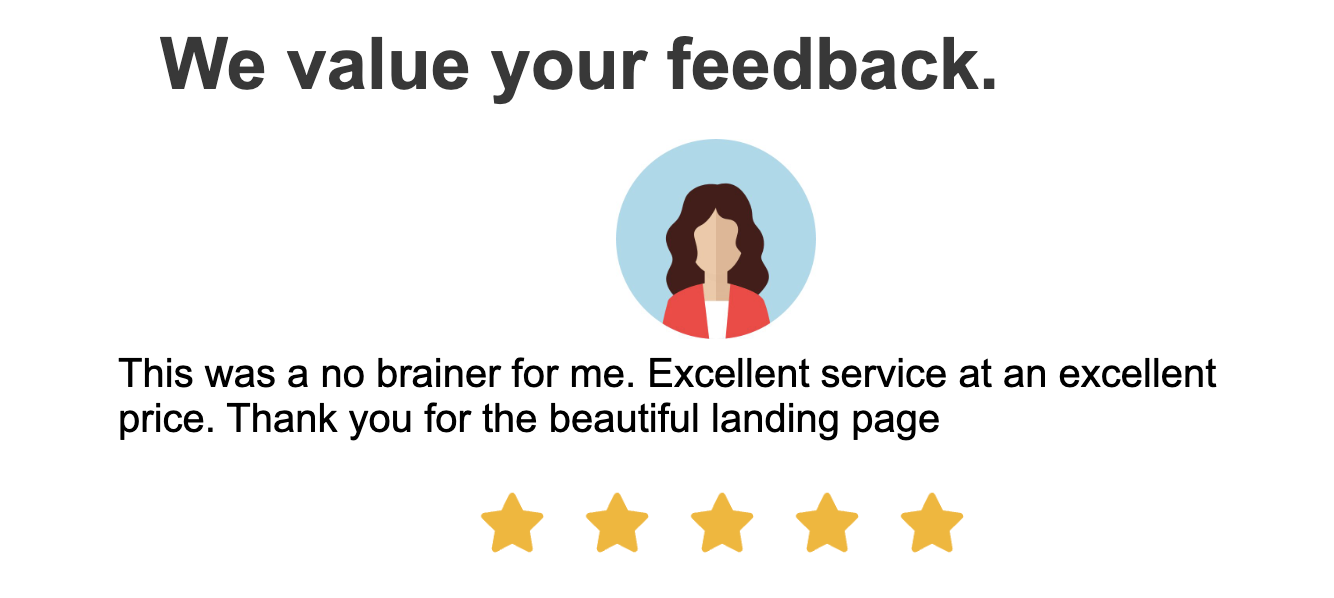 We value your feedback.
This was a no brainer for me. Excellent service at an excellent
price. Thank you for the beautiful landing page